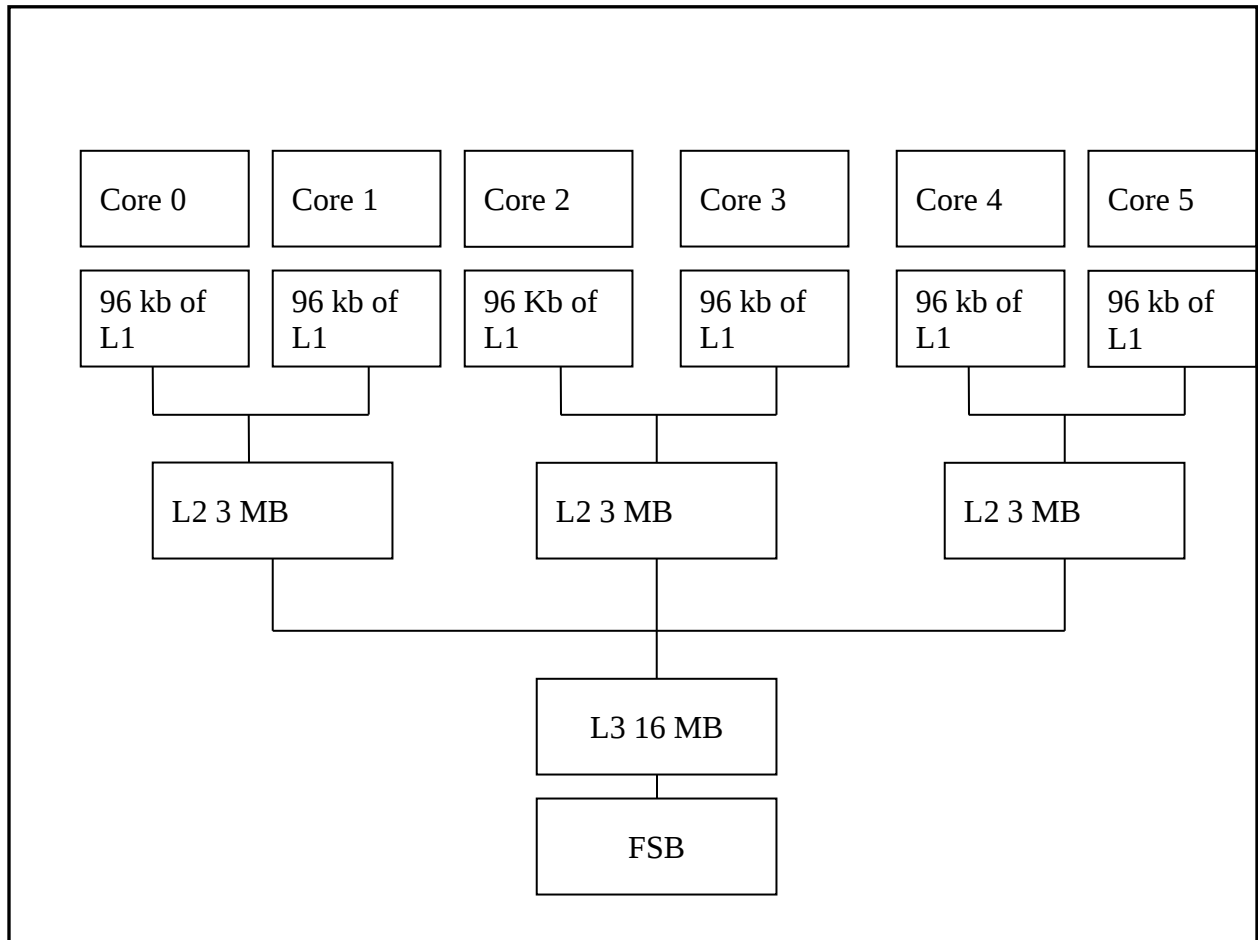 Core 0
Core 1
Core 2
Core 3
Core 4
Core 5
96 kb of
L1
96 kb of
L1
96 Kb of
L1
96 kb of
L1
96 kb of
L1
96 kb of
L1
L2 3 MB
L2 3 MB
L2 3 MB
L3 16 MB
FSB